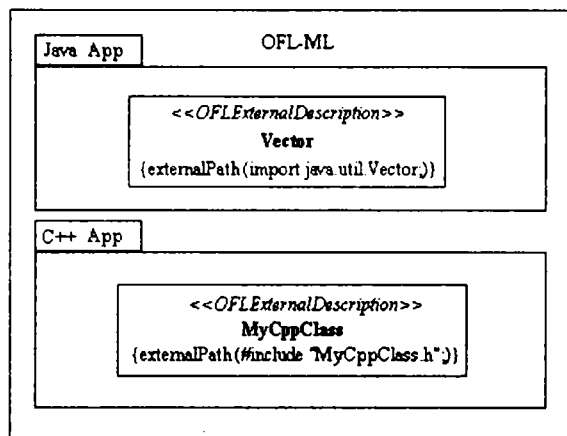 OFL-ML
Java App
<<OFLExternalDescription>>
Vector
{externalPath(import java.util.Vector;)}
C++ App
<<OFLExternalDescription>>
MyCppClass
{externalPath(#include "MyCppClass.h";)}